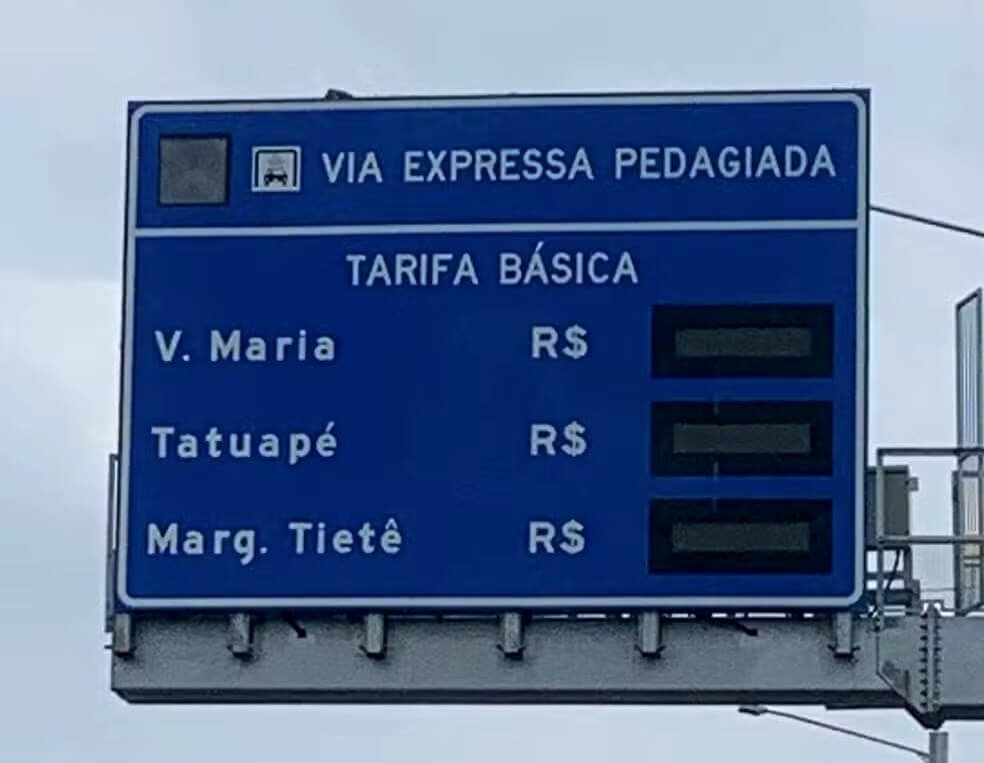 VIA EXPRESSA PEDAGIADA
TARIFA BÁSICA
V. Maria R$
Tatuapé R$
Marg. Tietê R$